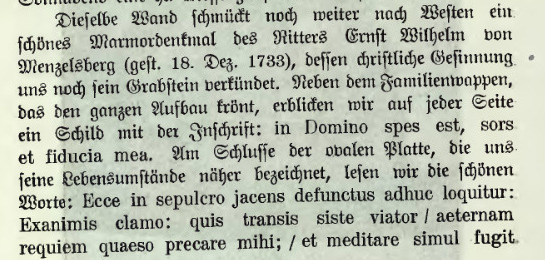 Dieselbe Wand schmückt noch weiter nach Westen ein
schönes Marmordenkmal des Ritters Ernst Wilhelm von
Menzelsberg (gest. 18. Dez. 1733), dessen christliche Gesinnung
uns noch sein Grabstein verkündet. Neben dem Familienwappen,
das den ganzen Aufbau krönt, erblicken wir auf jeder Seite
ein Schild mit der Inschrift: in Domino spes est, sors
et fiducia mea. Am Schlusse der ovalen Platte, die uns
seine Lebensumstände näher bezeichnet, lesen wir die schönen
Worte: Ecce in sepulcro jacens defunctus adhuc loquitur:
Exanimis clamo: quis transis siste viator / aeternam
requiem quaeso precare mihi; / et meditare simul fugit